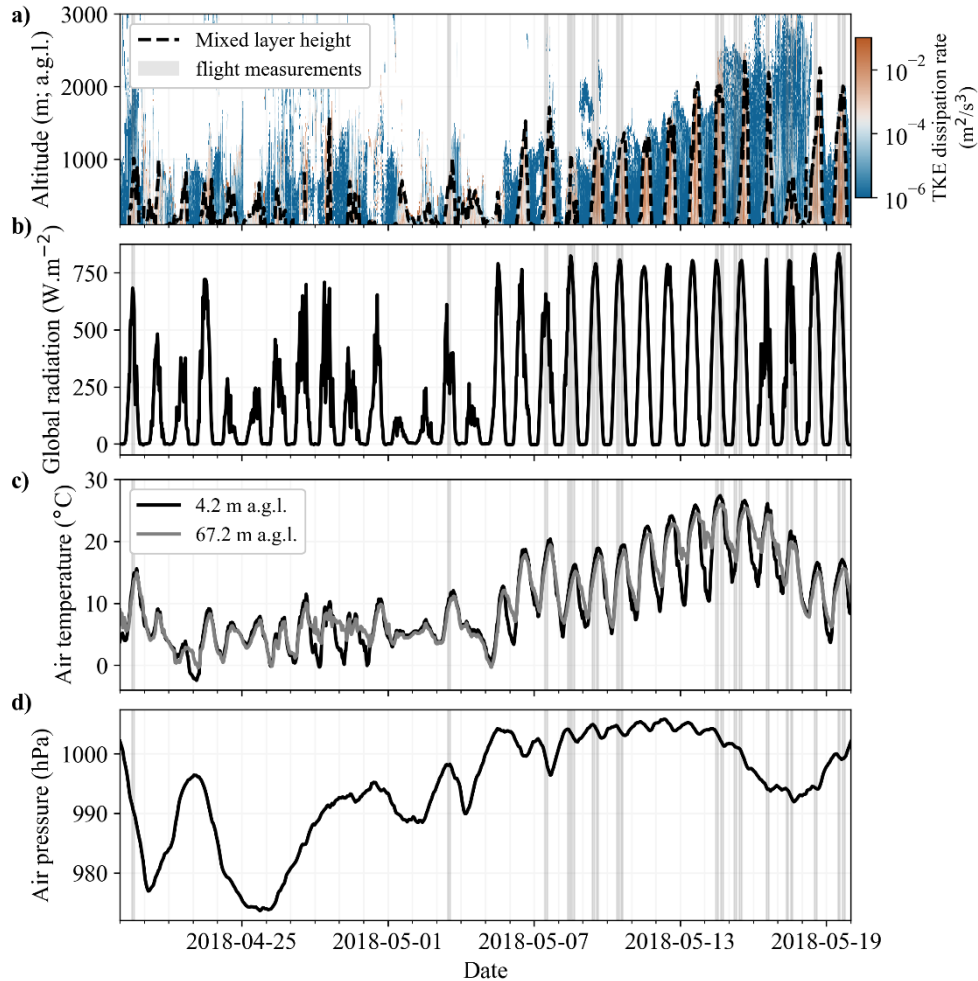 a)
3000
2000
1000
Altitude (m; a.g.l.)
Mixed layer height
flight measurements
10⁻²
10⁻⁴
10⁻⁶
TKE dissipation rate
(m²/s³)
b)
750
500
250
0
Global radiation (W.m⁻²)
c)
30
20
10
0
Air temperature (°C)
4.2 m a.g.l.
67.2 m a.g.l.
d)
1000
990
980
Air pressure (hPa)
2018-04-25
2018-05-01
2018-05-07
2018-05-13
2018-05-19
Date